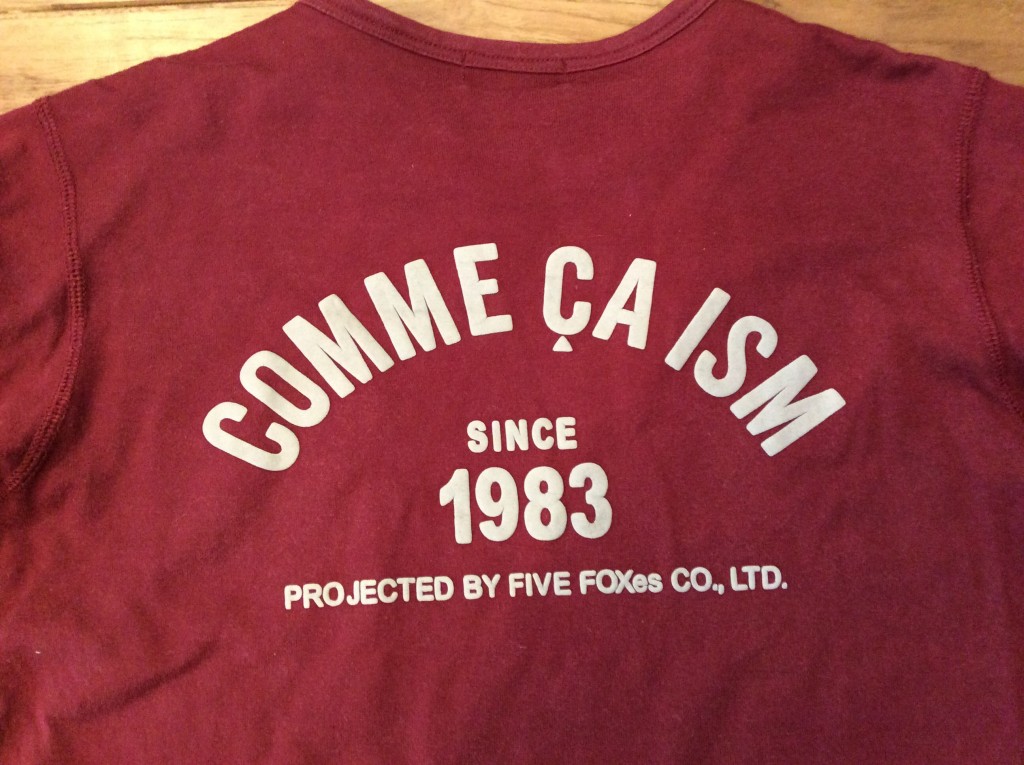 COMME ÇA ISM
SINCE
1983
PROJECTED BY FIVE FOXes CO., LTD.